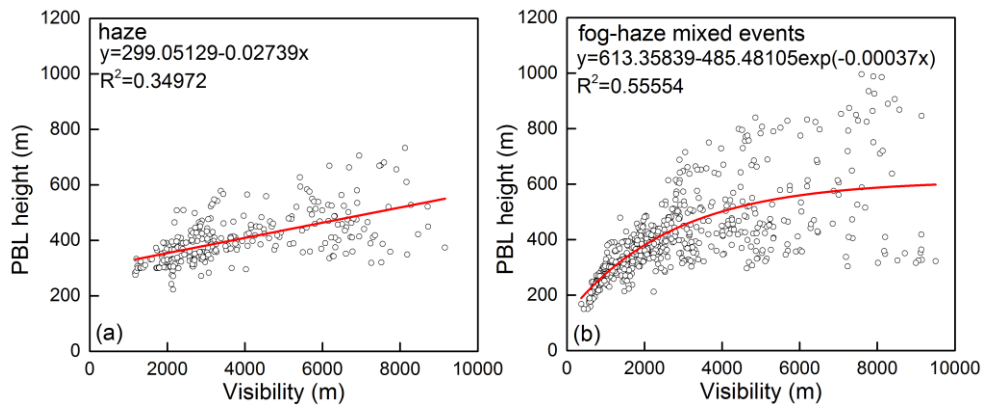 haze
y=299.05129-0.02739x
R²=0.34972
1200
1000
800
600
400
200
0
PBL height (m)
(a)
0 2000 4000 6000 8000 10000
Visibility (m)
fog-haze mixed events
y=613.35839-485.48105exp(-0.00037x)
R²=0.55554
1200
1000
800
600
400
200
0
PBL height (m)
(b)
0 2000 4000 6000 8000 10000
Visibility (m)